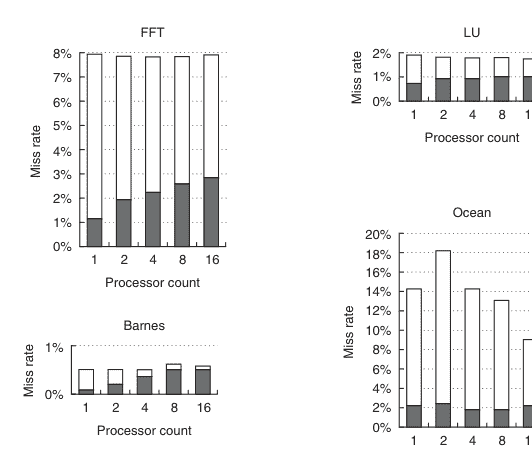 FFT
8%
7%
6%
5%
4%
3%
2%
1%
0%
Miss rate
1 2 4 8 16
Processor count
LU
2%
1%
0%
Miss rate
1 2 4 8 1
Processor count
Barnes
1%
0%
Miss rate
1 2 4 8 16
Processor count
Ocean
20%
18%
16%
14%
12%
10%
8%
6%
4%
2%
0%
Miss rate
1 2 4 8 1